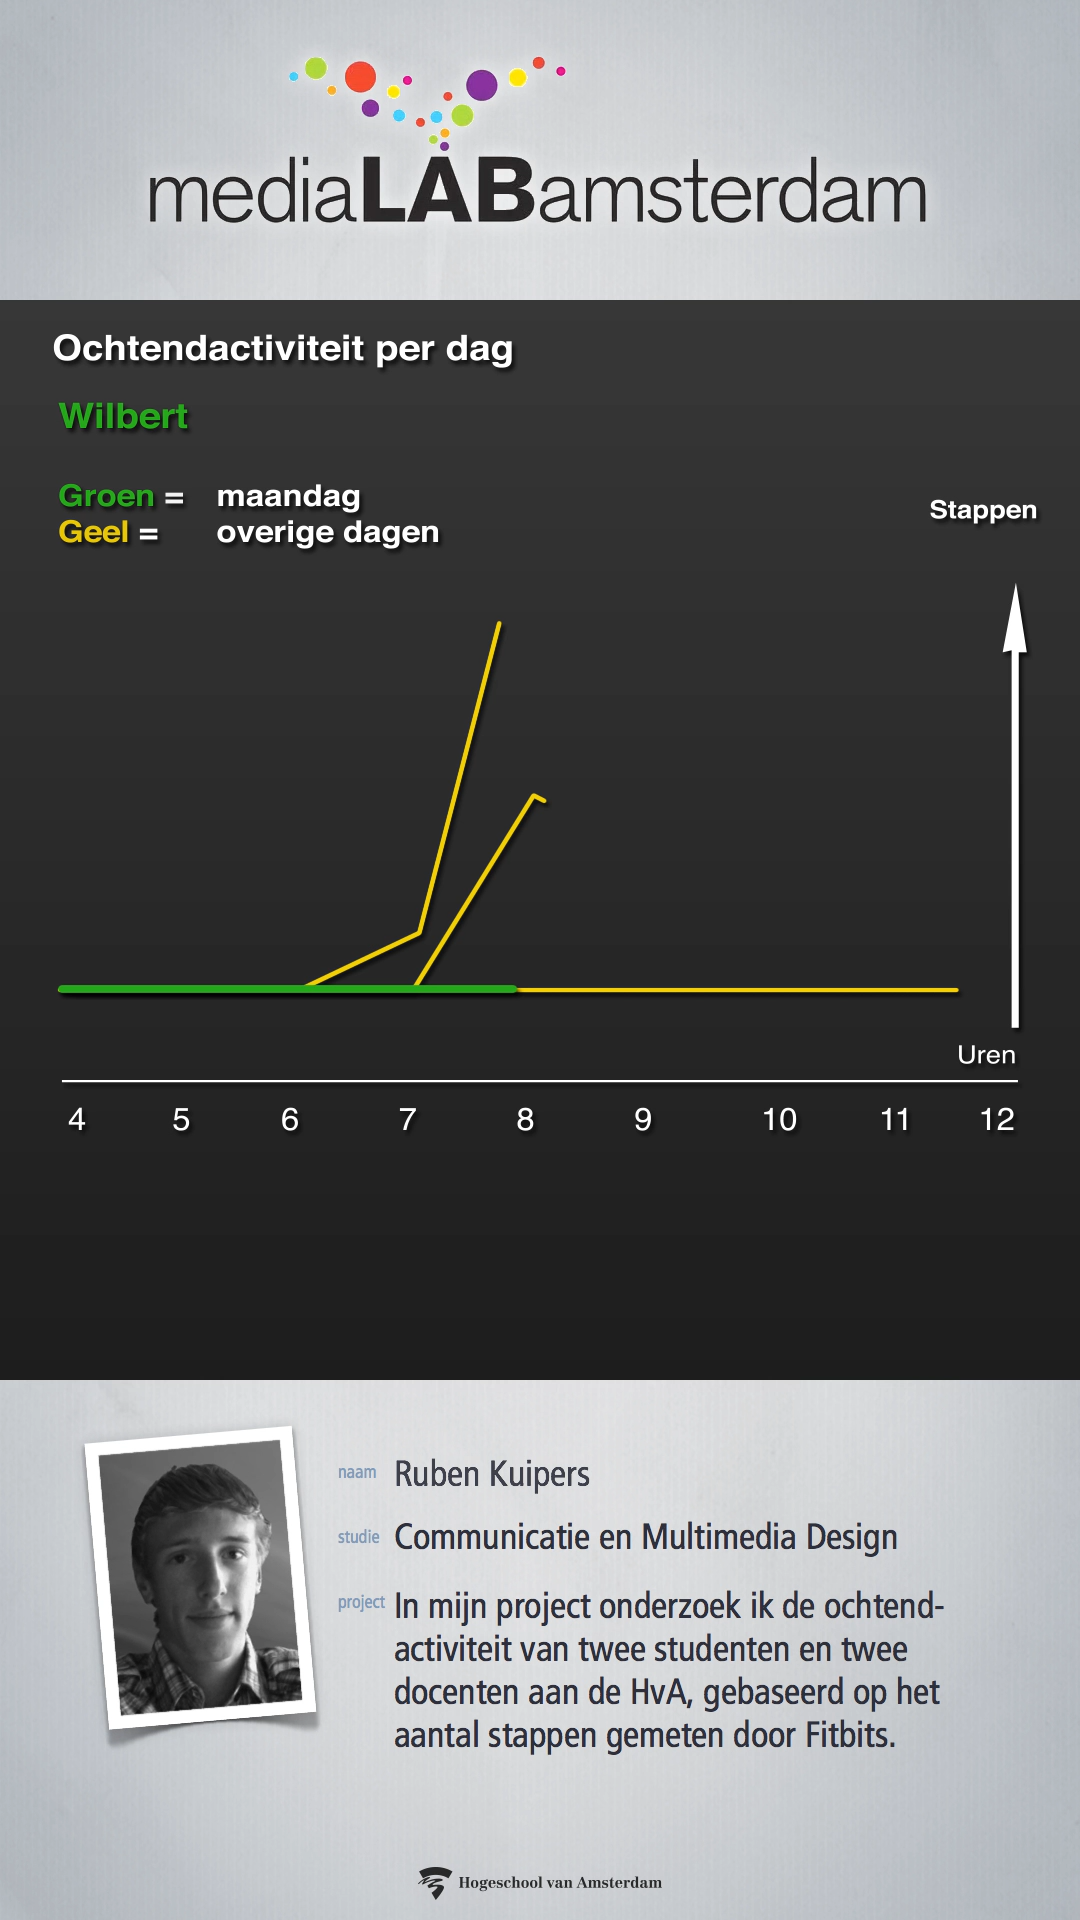 mediaLABamsterdam
Ochtendactiviteit per dag
Wilbert
Groen = maandag
Geel = overige dagen
Stappen
Uren
4 5 6 7 8 9 10 11 12
naam Ruben Kuipers
studie Communicatie en Multimedia Design
project In mijn project onderzoek ik de ochtend-
activiteit van twee studenten en twee
docenten aan de HvA, gebaseerd op het
aantal stappen gemeten door Fitbits.
Hogeschool van Amsterdam